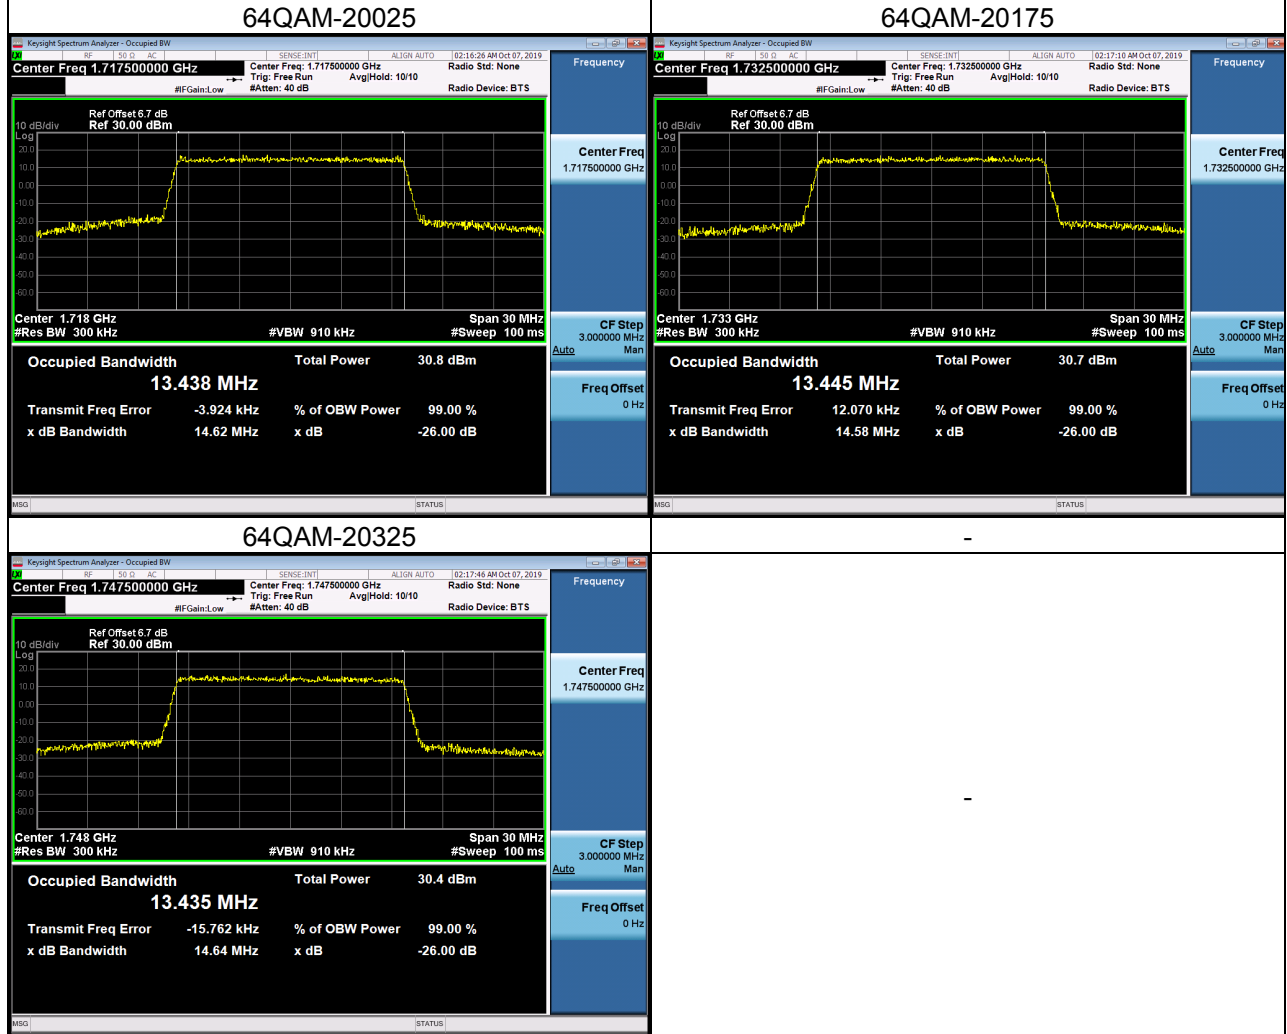 64QAM-20025
Keysight Spectrum Analyzer - Occupied BW
RF 50 Ω AC SENSE:INT ALIGN AUTO 02:16:26 AM Oct 07, 2019
Center Freq 1.717500000 GHz
Center Freq: 1.717500000 GHz Radio Std: None
Trig: Free Run Avg|Hold: 10/10
#IFGain:Low #Atten: 40 dB Radio Device: BTS
Ref Offset 6.7 dB
10 dB/div Ref 30.00 dBm
Log
20.0
10.0
0.00
-10.0
-20.0
-30.0
-40.0
-50.0
-60.0
Center 1.718 GHz Span 30 MHz
#Res BW 300 kHz #VBW 910 kHz #Sweep 100 ms
Occupied Bandwidth Total Power 30.8 dBm
13.438 MHz
Transmit Freq Error -3.924 kHz % of OBW Power 99.00 %
x dB Bandwidth 14.62 MHz x dB -26.00 dB
MSG STATUS
Frequency
Center Freq
1.717500000 GHz
CF Step
3.000000 MHz
Auto Man
Freq Offset
0 Hz
64QAM-20175
Keysight Spectrum Analyzer - Occupied BW
RF 50 Ω AC SENSE:INT ALIGN AUTO 02:17:10 AM Oct 07, 2019
Center Freq 1.732500000 GHz
Center Freq: 1.732500000 GHz Radio Std: None
Trig: Free Run Avg|Hold: 10/10
#IFGain:Low #Atten: 40 dB Radio Device: BTS
Ref Offset 6.7 dB
10 dB/div Ref 30.00 dBm
Log
20.0
10.0
0.00
-10.0
-20.0
-30.0
-40.0
-50.0
-60.0
Center 1.733 GHz Span 30 MHz
#Res BW 300 kHz #VBW 910 kHz #Sweep 100 ms
Occupied Bandwidth Total Power 30.7 dBm
13.445 MHz
Transmit Freq Error 12.070 kHz % of OBW Power 99.00 %
x dB Bandwidth 14.58 MHz x dB -26.00 dB
MSG STATUS
Frequency
Center Freq
1.732500000 GHz
CF Step
3.000000 MHz
Auto Man
Freq Offset
0 Hz
64QAM-20325
Keysight Spectrum Analyzer - Occupied BW
RF 50 Ω AC SENSE:INT ALIGN AUTO 02:17:46 AM Oct 07, 2019
Center Freq 1.747500000 GHz
Center Freq: 1.747500000 GHz Radio Std: None
Trig: Free Run Avg|Hold: 10/10
#IFGain:Low #Atten: 40 dB Radio Device: BTS
Ref Offset 6.7 dB
10 dB/div Ref 30.00 dBm
Log
20.0
10.0
0.00
-10.0
-20.0
-30.0
-40.0
-50.0
-60.0
Center 1.748 GHz Span 30 MHz
#Res BW 300 kHz #VBW 910 kHz #Sweep 100 ms
Occupied Bandwidth Total Power 30.4 dBm
13.435 MHz
Transmit Freq Error -15.762 kHz % of OBW Power 99.00 %
x dB Bandwidth 14.64 MHz x dB -26.00 dB
MSG STATUS
Frequency
Center Freq
1.747500000 GHz
CF Step
3.000000 MHz
Auto Man
Freq Offset
0 Hz
-
-